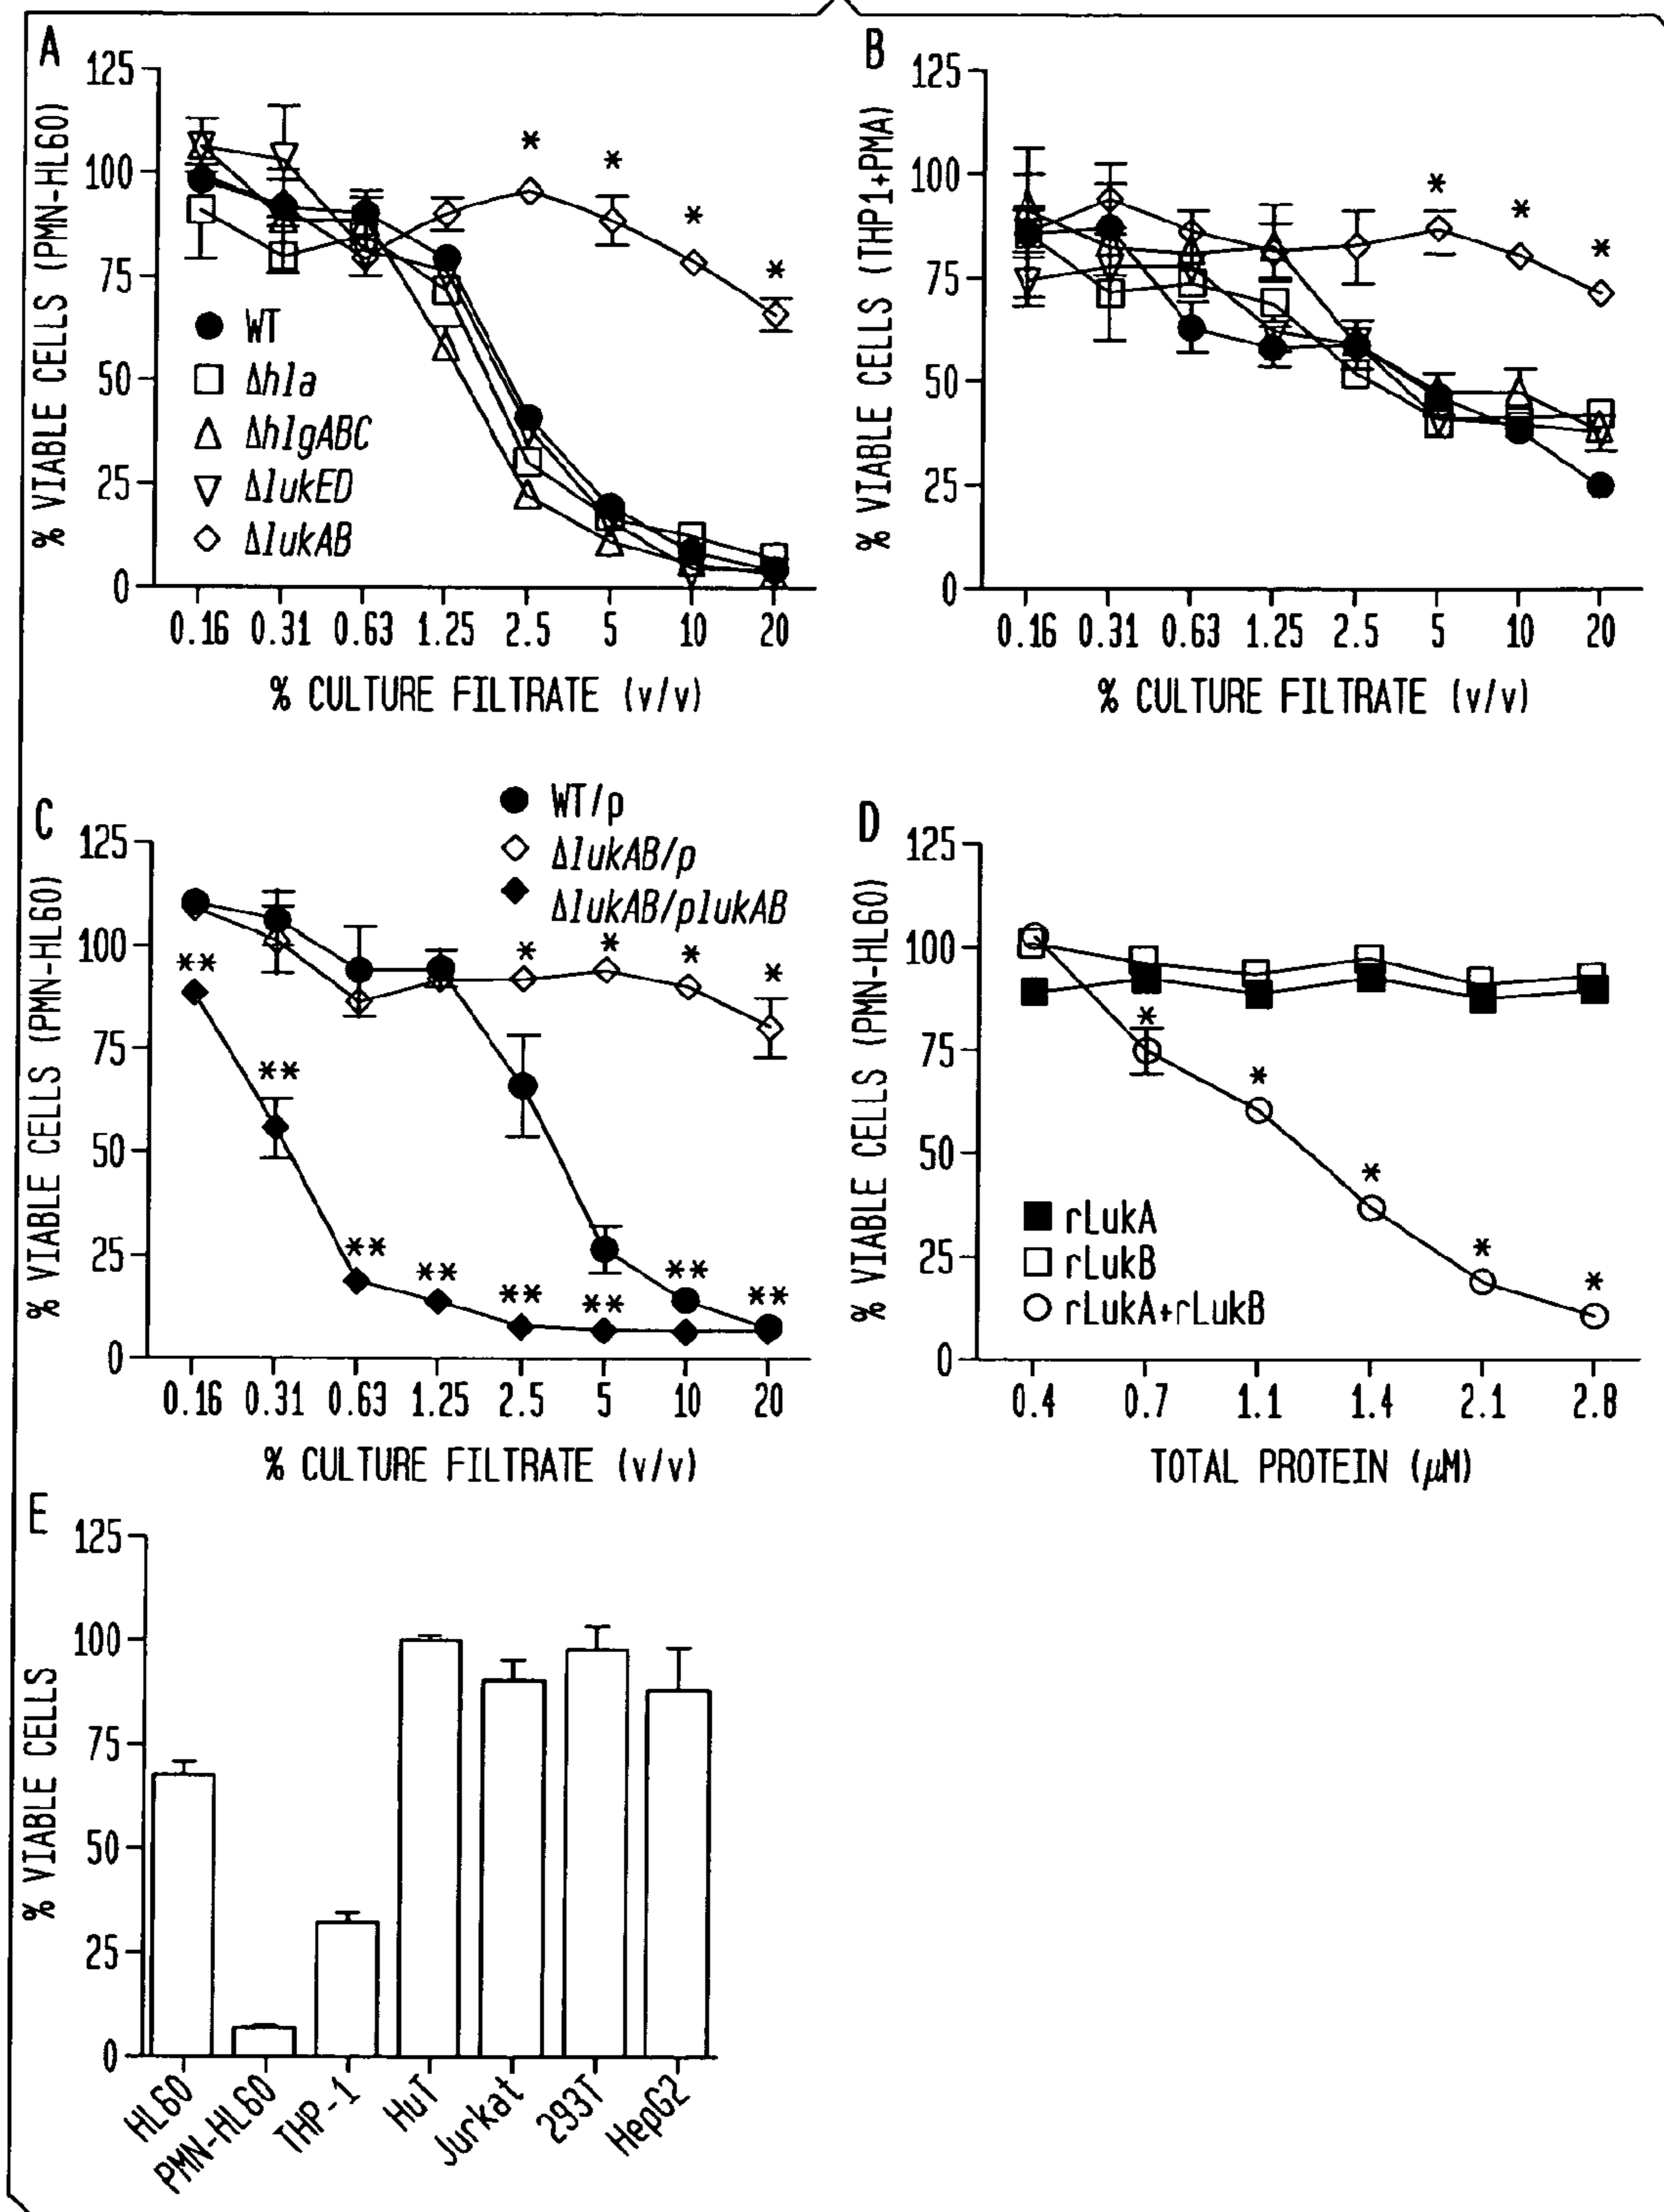 A
125
100
75
50
25
0
% VIABLE CELLS (PMN-HL60)
* * * *
WT
Δhla
ΔhlgABC
ΔlukED
ΔlukAB
0.16 0.31 0.63 1.25 2.5 5 10 20
% CULTURE FILTRATE (v/v)
B
125
100
75
50
25
0
% VIABLE CELLS (THP1+PMA)
* * *
0.16 0.31 0.63 1.25 2.5 5 10 20
% CULTURE FILTRATE (v/v)
C
WT/p
ΔlukAB/p
ΔlukAB/plukAB
125
100
75
50
25
0
% VIABLE CELLS (PMN-HL60)
* * * *
** ** ** ** ** ** ** **
0.16 0.31 0.63 1.25 2.5 5 10 20
% CULTURE FILTRATE (v/v)
D
125
100
75
50
25
0
% VIABLE CELLS (PMN-HL60)
* * * * *
rLukA
rLukB
rLukA+rLukB
0.4 0.7 1.1 1.4 2.1 2.8
TOTAL PROTEIN (μM)
E
125
100
75
50
25
0
% VIABLE CELLS
HL60
PMN-HL60
THP-1
HuT
Jurkat
293T
HepG2